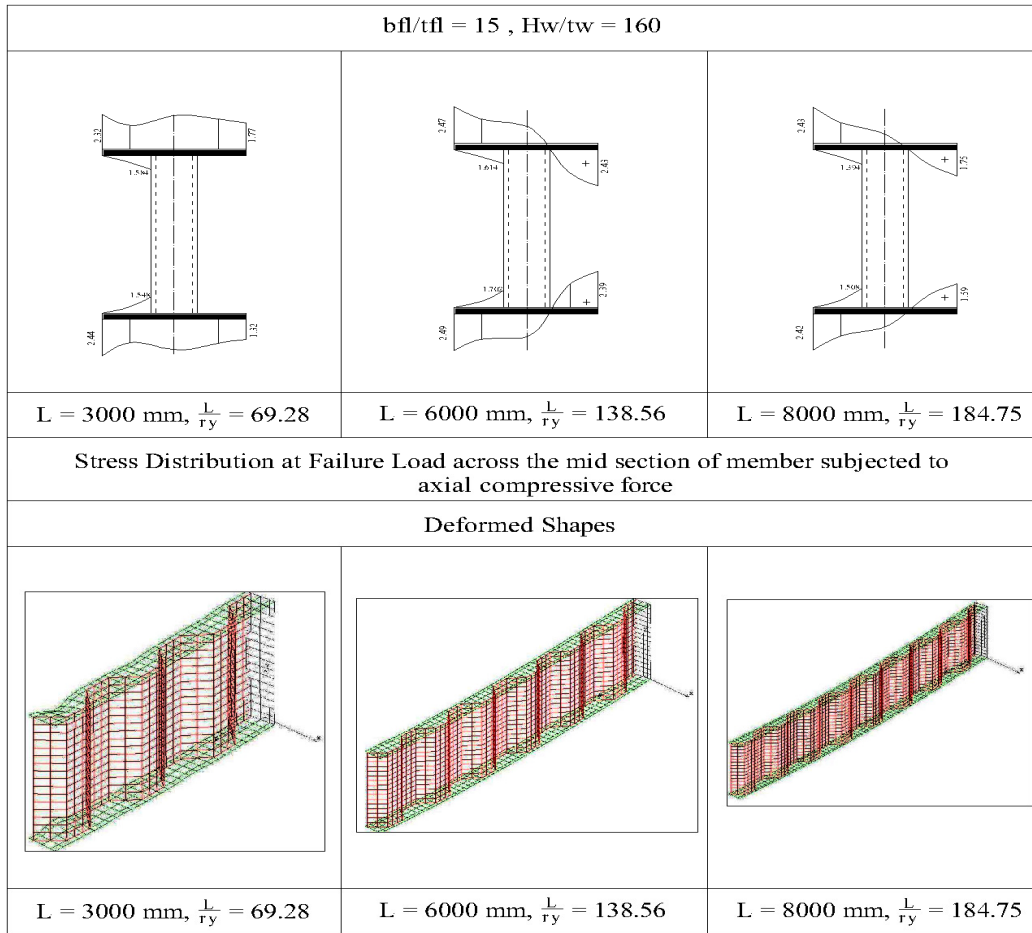 bfl/tfl = 15 , Hw/tw = 160
2.32
1.77
1.584
1.548
2.44
1.32
2.47
2.43
1.614
+
1.702
+
2.39
2.49
2.43
1.75
1.394
+
1.508
+
1.59
2.42
L = 3000 mm, L/ry = 69.28
L = 6000 mm, L/ry = 138.56
L = 8000 mm, L/ry = 184.75
Stress Distribution at Failure Load across the mid section of member subjected to
axial compressive force
Deformed Shapes
L = 3000 mm, L/ry = 69.28
L = 6000 mm, L/ry = 138.56
L = 8000 mm, L/ry = 184.75